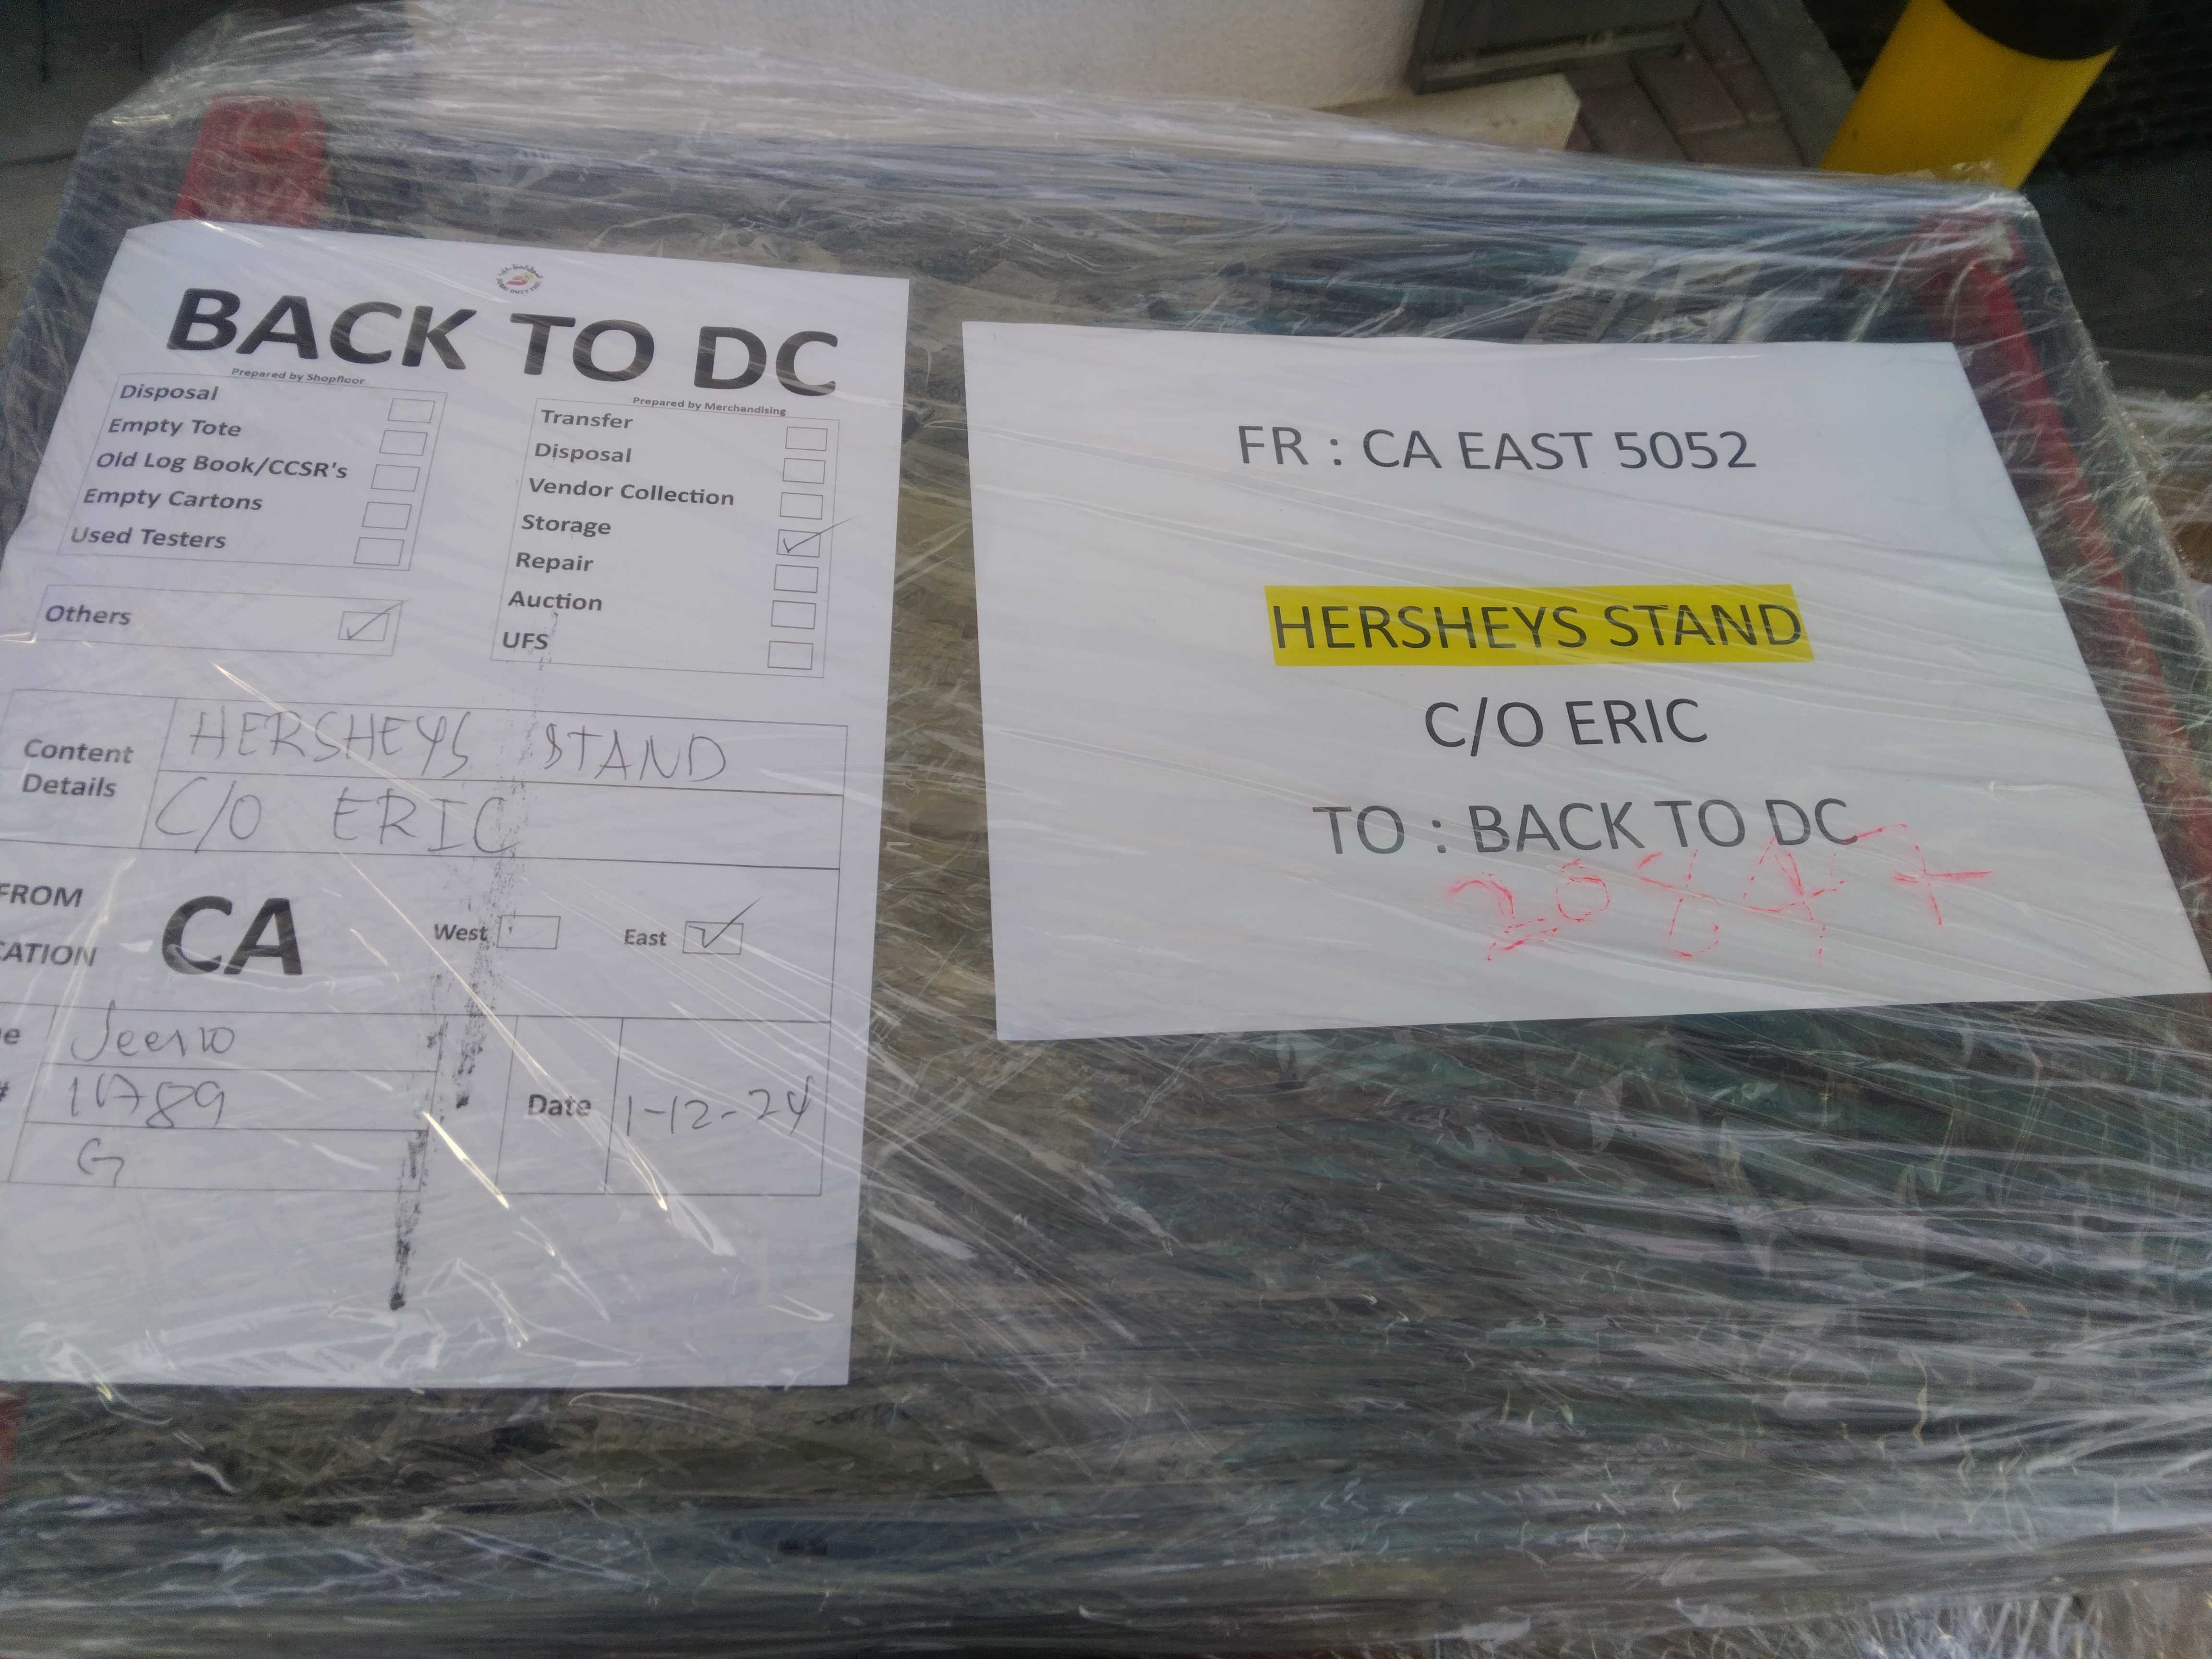 BACK TO DC
Prepared by Shopfloor
Disposal
Empty Tote
Old Log Book/CCSR's
Empty Cartons
Used Testers
Others
Prepared by Merchandising
Transfer
Disposal
Vendor Collection
Storage
Repair
Auction
UFS
Content Details
HERSHEYS STAND
C/O ERIC
FROM
CA
West
East
Date
1-12-24
G
FR : CA EAST 5052
HERSHEYS STAND
C/O ERIC
TO : BACK TO DC